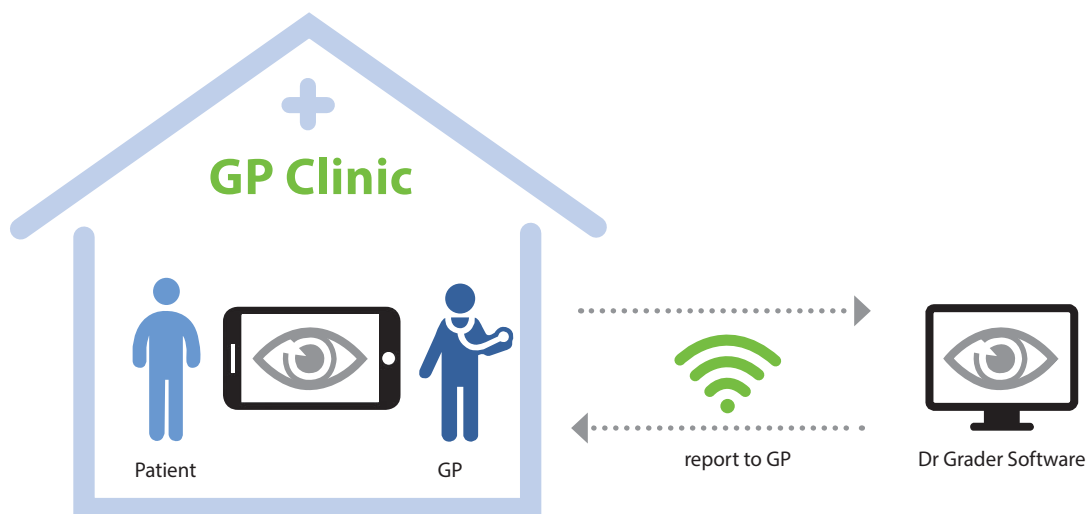 GP Clinic
Patient
GP
report to GP
Dr Grader Software